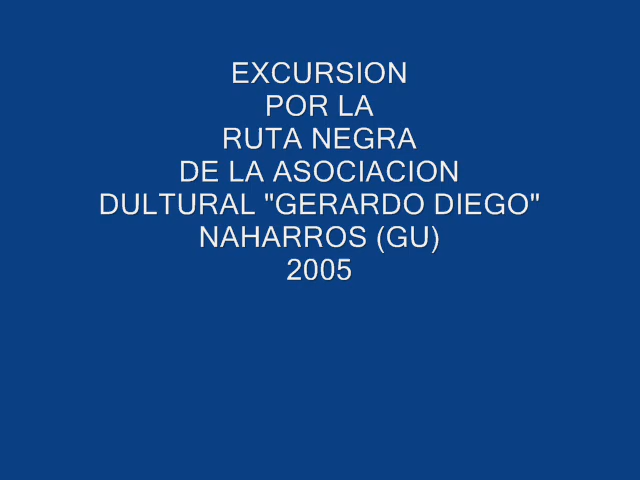 EXCURSION
POR LA
RUTA NEGRA
DE LA ASOCIACION
DULTURAL "GERARDO DIEGO"
NAHARROS (GU)
2005